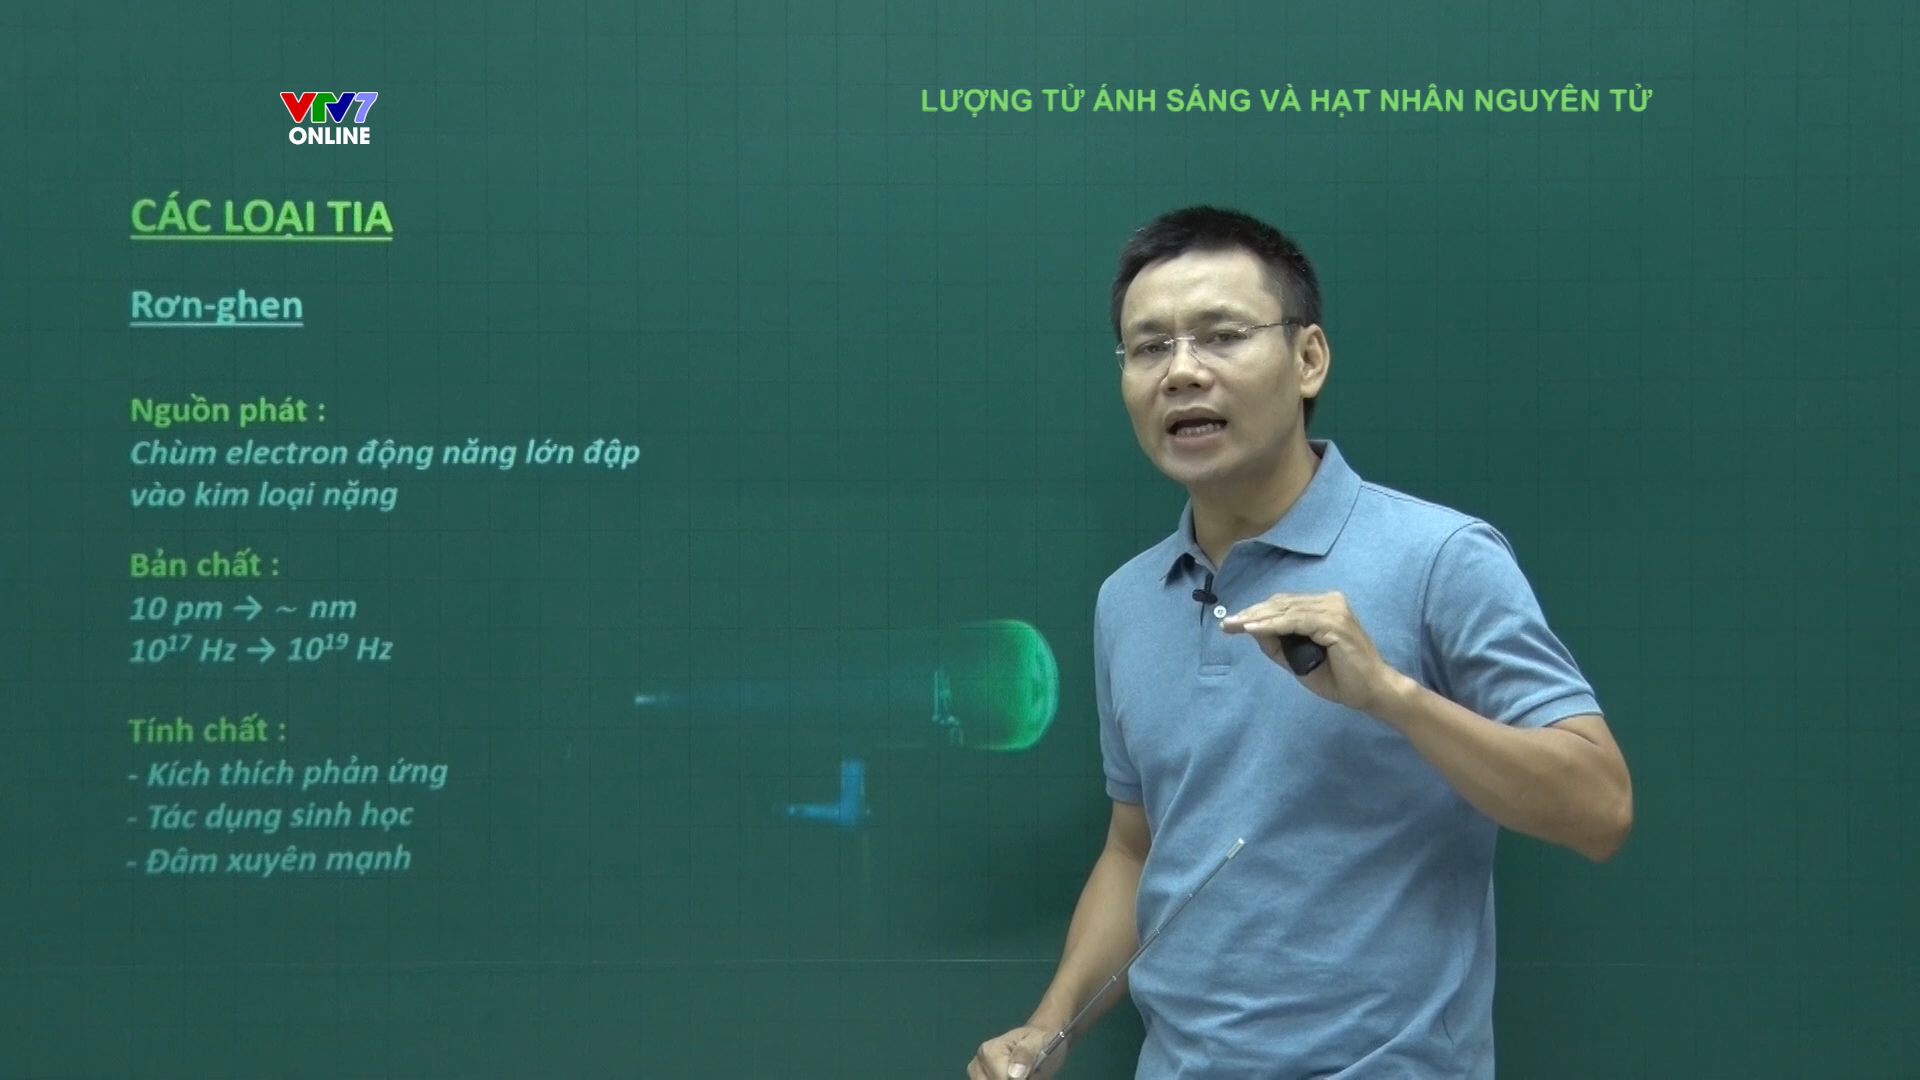 VTV7
ONLINE
LƯỢNG TỬ ÁNH SÁNG VÀ HẠT NHÂN NGUYÊN TỬ
CÁC LOẠI TIA
Rơn-ghen
Nguồn phát :
Chùm electron động năng lớn đập
vào kim loại nặng
Bản chất :
10 pm → ~ nm
10¹⁷ Hz → 10¹⁹ Hz
Tính chất :
- Kích thích phản ứng
- Tác dụng sinh học
- Đâm xuyên mạnh